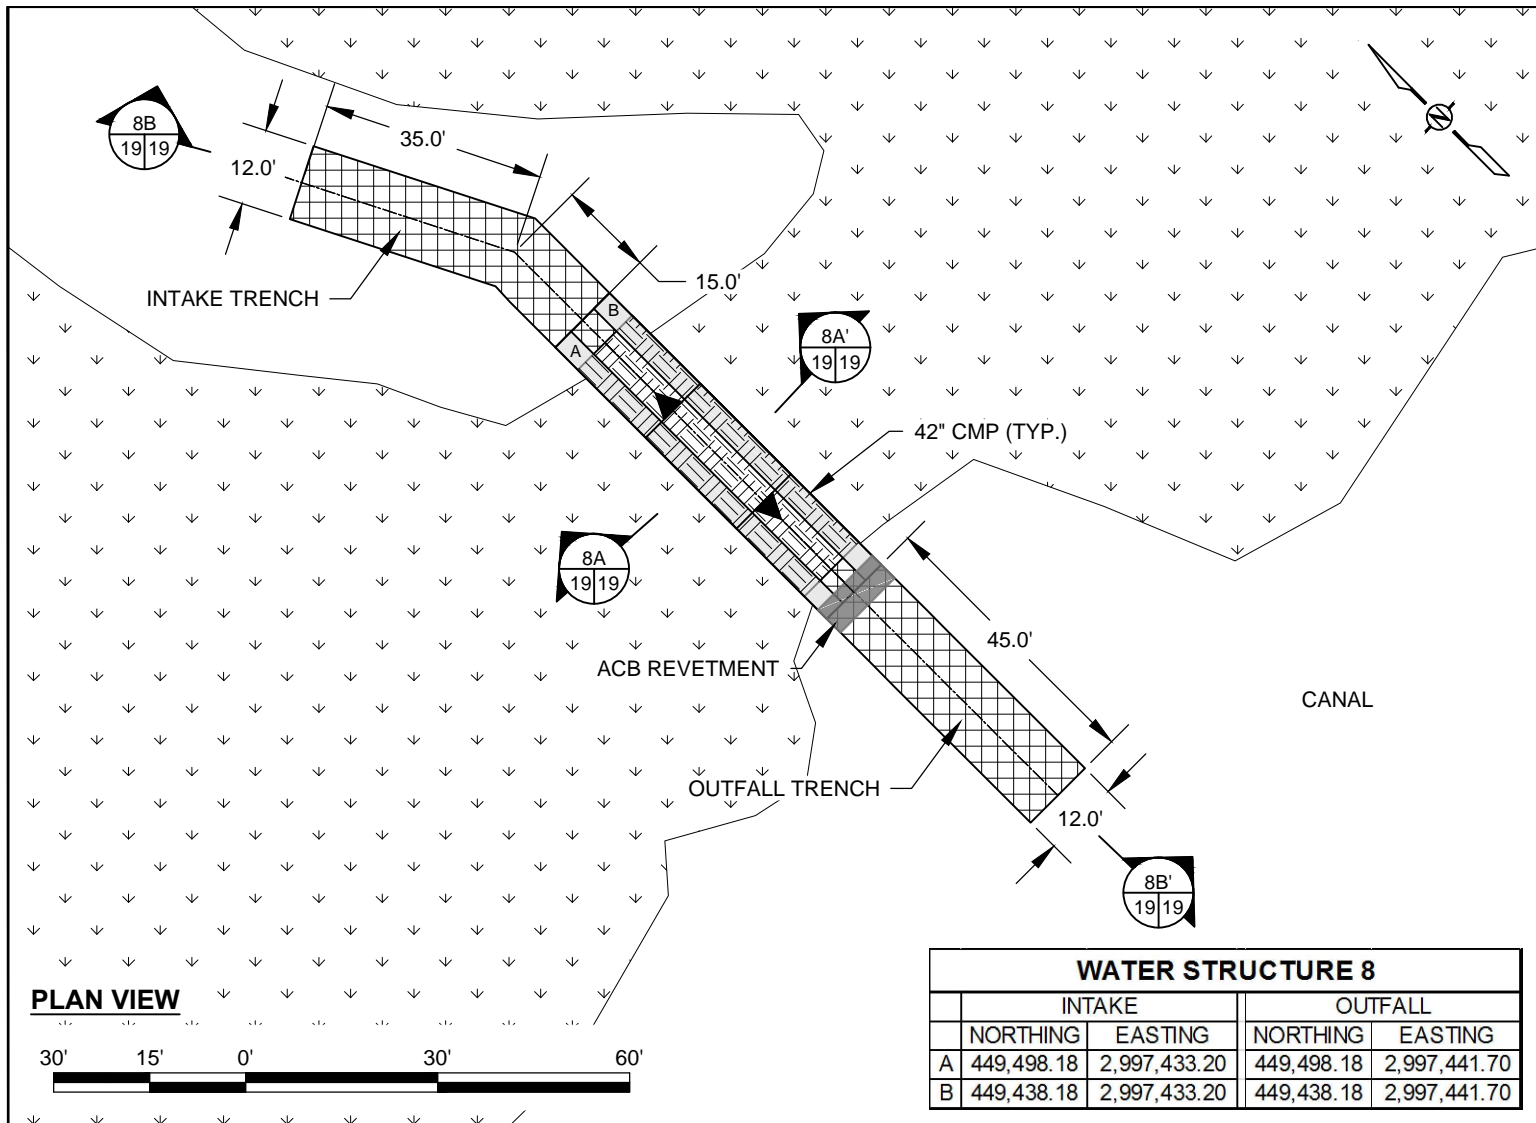 8B
19 19
35.0'
12.0'
N
INTAKE TRENCH
15.0'
B
A
8A'
19 19
42" CMP (TYP.)
8A
19 19
45.0'
ACB REVETMENT
CANAL
OUTFALL TRENCH
12.0'
8B'
19 19
PLAN VIEW
30' 15' 0' 30' 60'
WATER STRUCTURE 8
INTAKE OUTFALL
NORTHING EASTING NORTHING EASTING
A 449,498.18 2,997,433.20 449,498.18 2,997,441.70
B 449,438.18 2,997,433.20 449,438.18 2,997,441.70